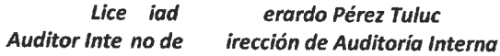 Lice iad erardo Pérez Tuluc
Auditor Inte no de irección de Auditoría Interna